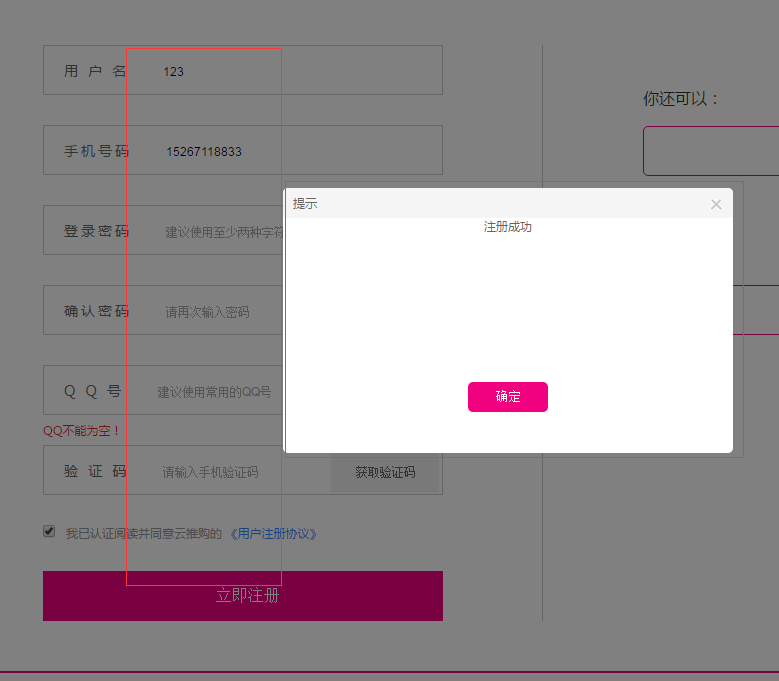 用户名 123
你还可以：
手机号码 15267118833
提示
注册成功
登录密码 建议使用至少两种字符
确认密码 请再次输入密码
QQ号 建议使用常用的QQ号
确定
QQ不能为空！
验证码 请输入手机验证码 获取验证码
我已认证阅读并同意云推购的 《用户注册协议》
立即注册